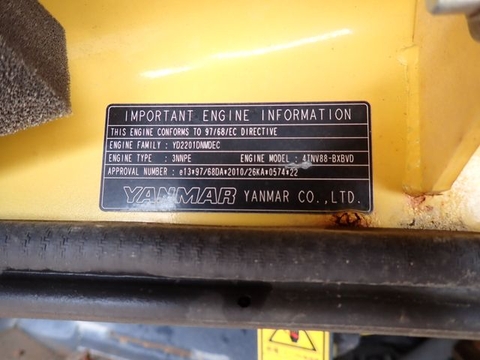 IMPORTANT ENGINE INFORMATION
THIS ENGINE CONFORMS TO 97/68/EC DIRECTIVE
ENGINE FAMILY : YD2201DNMDEC
ENGINE TYPE : 3NNPE ENGINE MODEL : 4TNV88-BXBVD
APPROVAL NUMBER : e13*97/68DA*2010/26KA*0574*22
YANMAR YANMAR CO.,LTD.